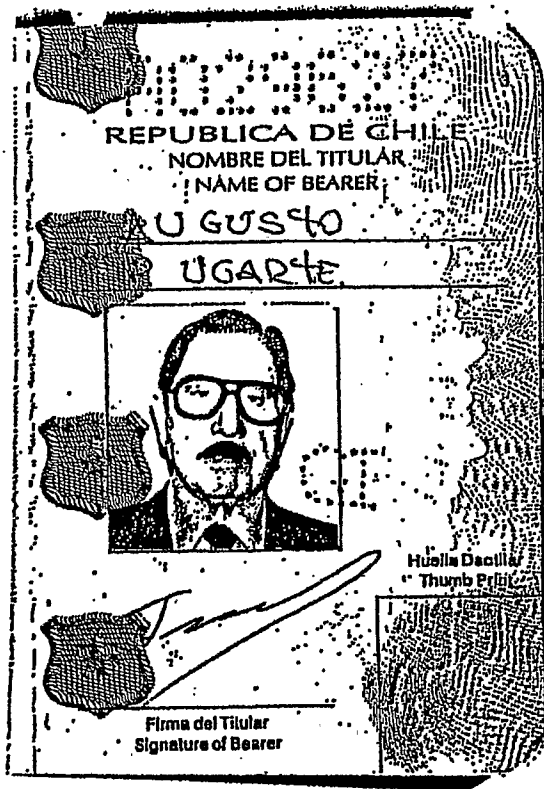 REPUBLICA DE CHILE
NOMBRE DEL TITULAR
NAME OF BEARER
AUGUSTO
UGARTE
Huella Dactilar
Thumb Print
Firma del Titular
Signature of Bearer